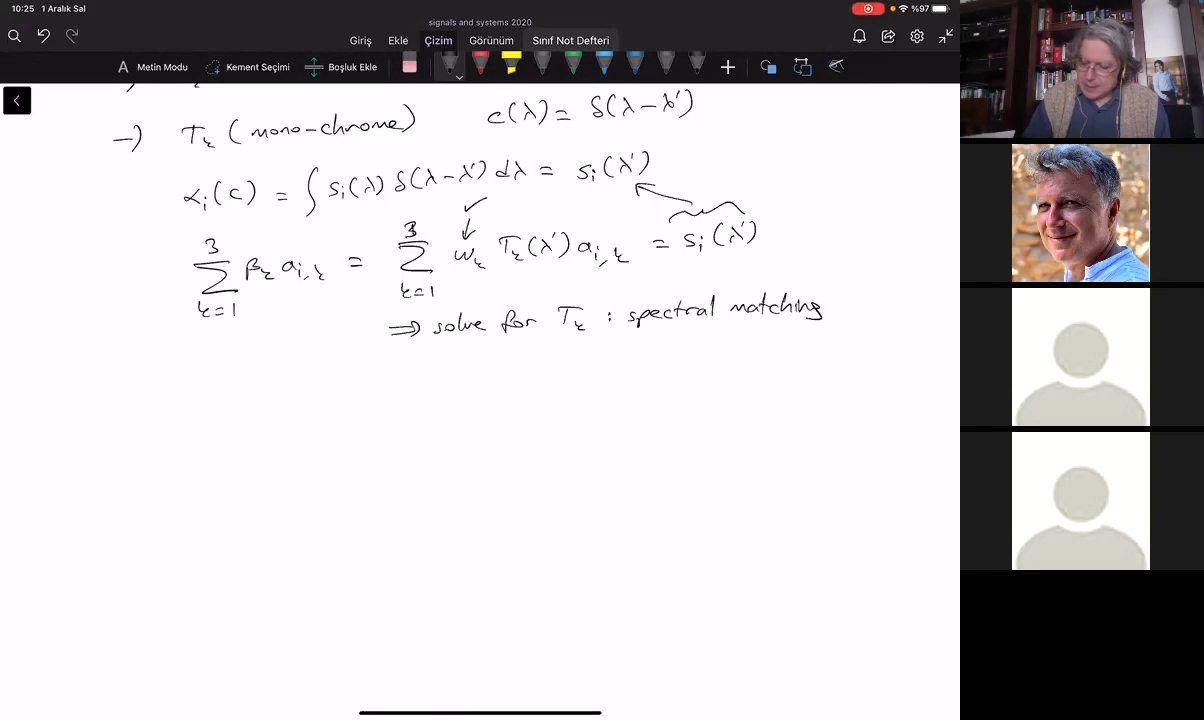 10:25 1 Aralık Sal %97
signals and systems 2020
Giriş Ekle Çizim Görünüm Sınıf Not Defteri
A Metin Modu Kement Seçimi Boşluk Ekle
→) T_k (mono-chrome) c(λ) = δ(λ − λ')
α_i(c) = ∫ s_i(λ) δ(λ − λ') dλ = s_i(λ')
∑_{k=1}^{3} β_k a_{i,k} = ∑_{k=1}^{3} w_k T_k(λ') a_{i,k} = s_i(λ')
⇒ solve for T_k : spectral matching